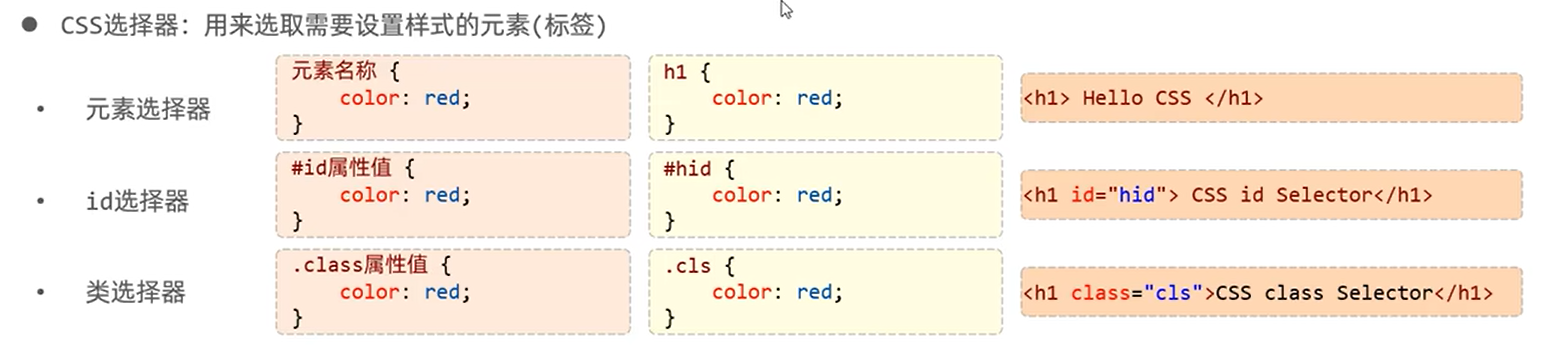 ● CSS选择器：用来选取需要设置样式的元素(标签)
• 元素选择器
元素名称 {
    color: red;
}
h1 {
    color: red;
}
<h1> Hello CSS </h1>
• id选择器
#id属性值 {
    color: red;
}
#hid {
    color: red;
}
<h1 id="hid"> CSS id Selector</h1>
• 类选择器
.class属性值 {
    color: red;
}
.cls {
    color: red;
}
<h1 class="cls">CSS class Selector</h1>